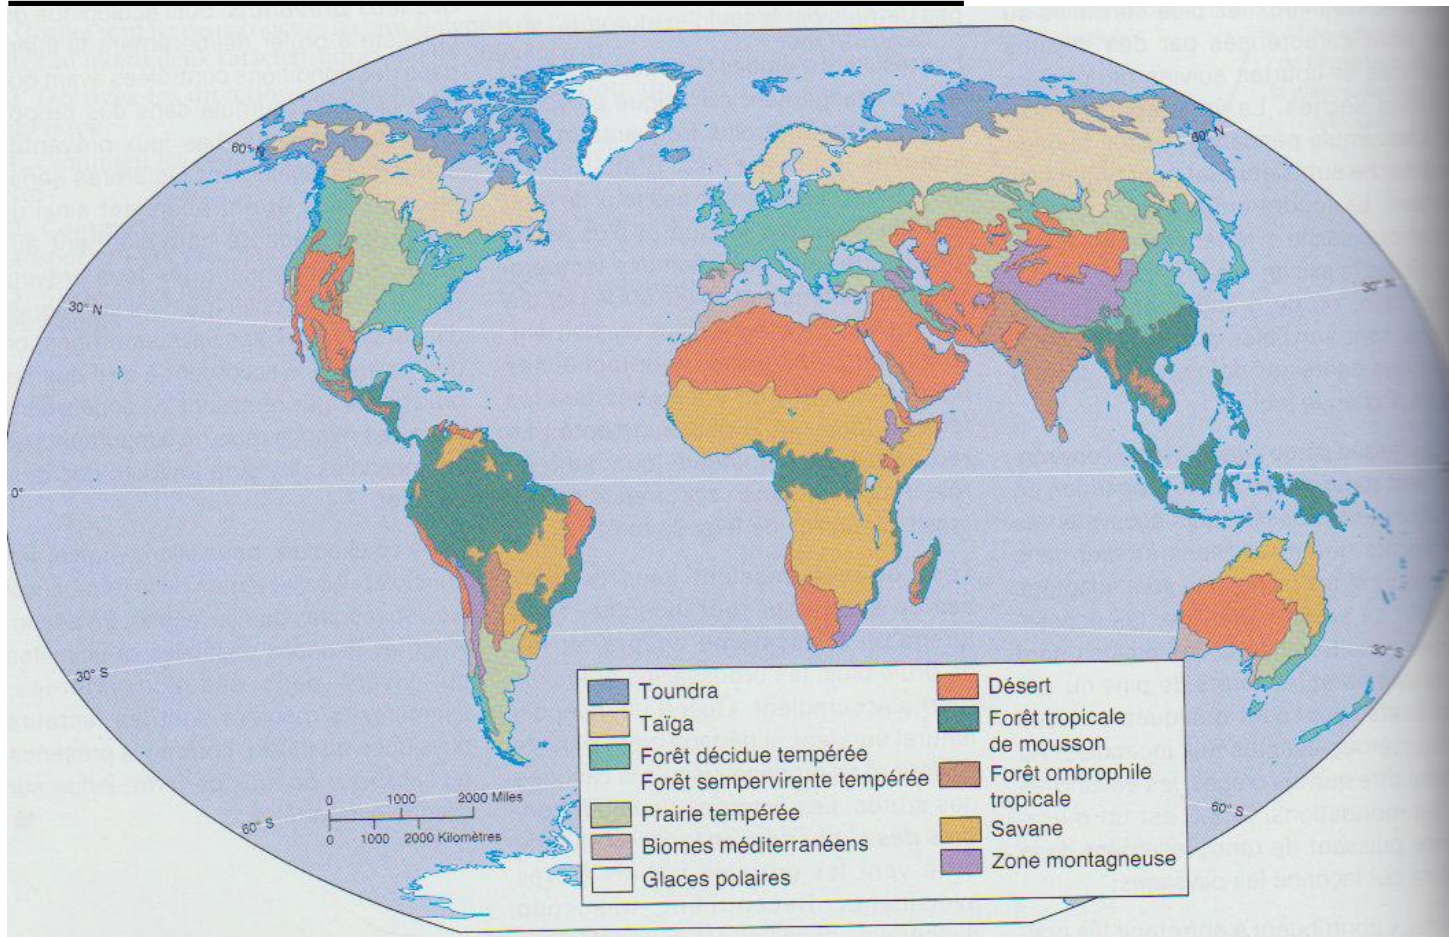 60° N
60° N
30° N
30° N
0°
30° S
30° S
60° S
60° S
0 1000 2000 Miles
0 1000 2000 Kilomètres
Toundra
Taïga
Forêt décidue tempérée
Forêt sempervirente tempérée
Prairie tempérée
Biomes méditerranéens
Glaces polaires
Désert
Forêt tropicale
de mousson
Forêt ombrophile
tropicale
Savane
Zone montagneuse